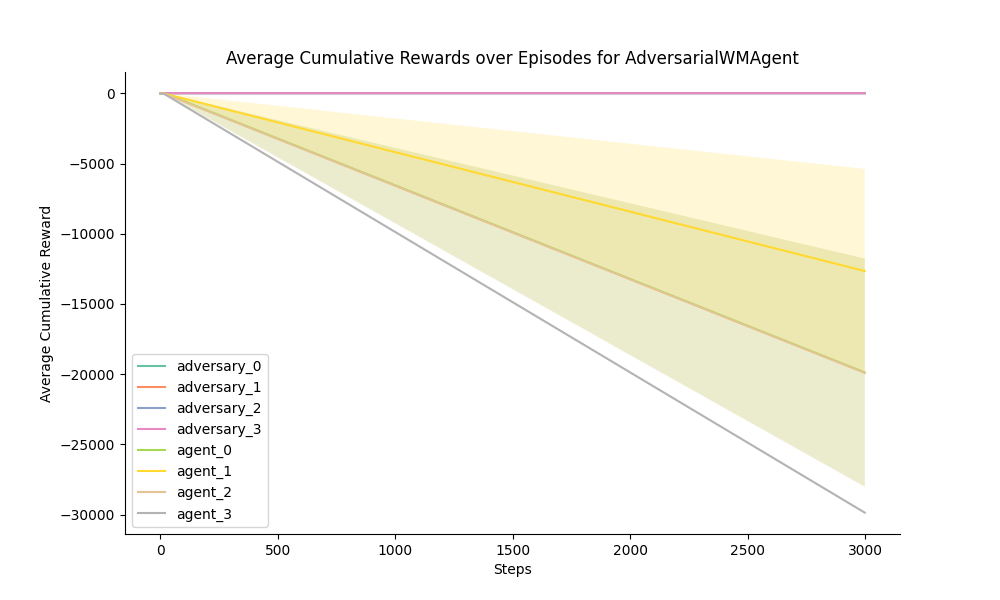 Average Cumulative Rewards over Episodes for AdversarialWMAgent
Average Cumulative Reward
0
−5000
−10000
−15000
−20000
−25000
−30000
adversary_0
adversary_1
adversary_2
adversary_3
agent_0
agent_1
agent_2
agent_3
0 500 1000 1500 2000 2500 3000
Steps